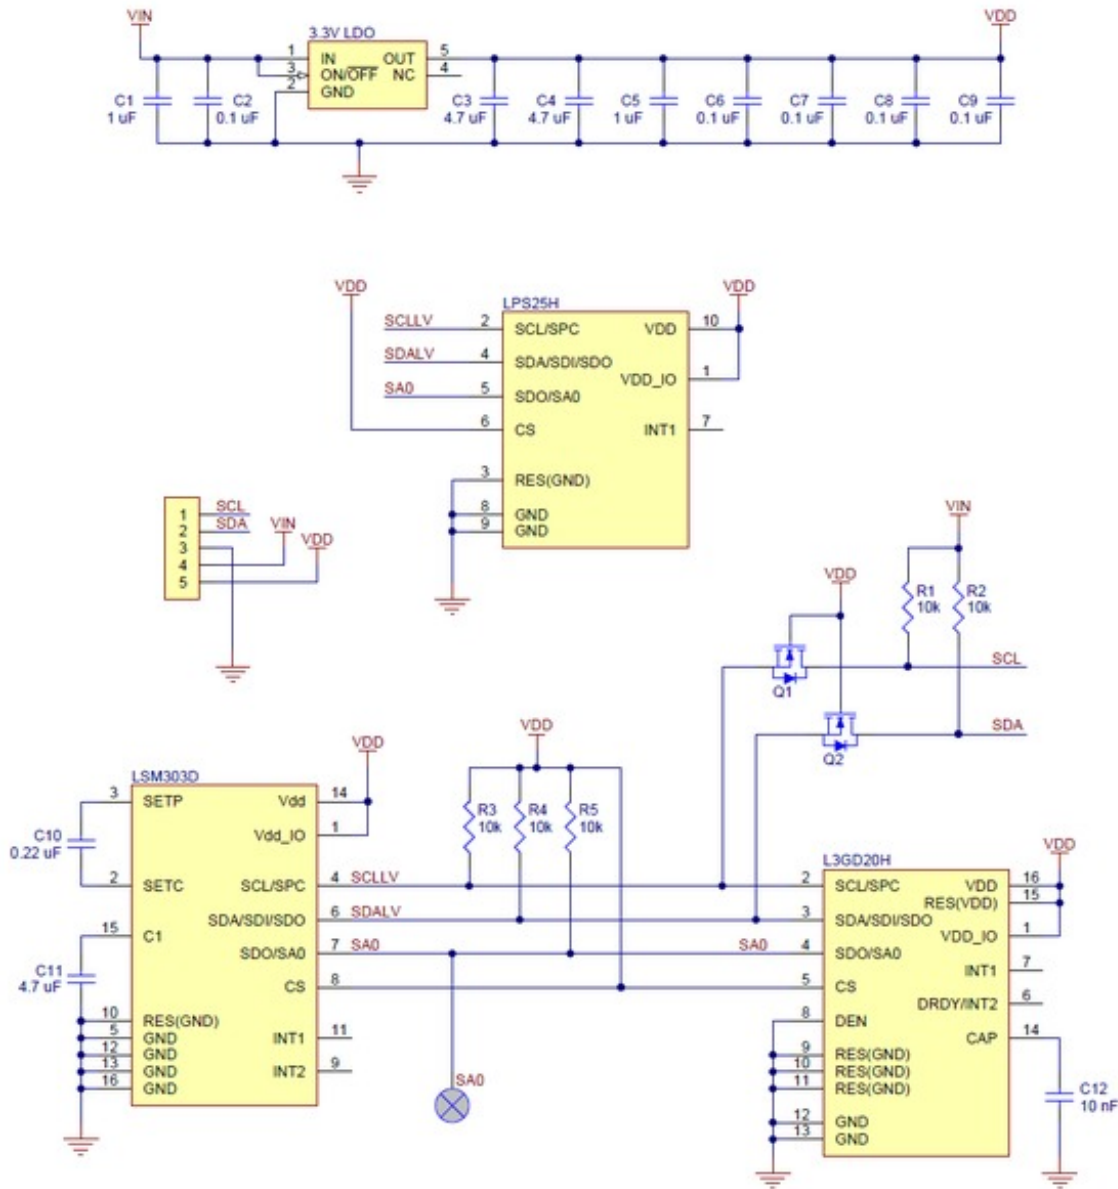 VIN
VDD
3.3V LDO
1 IN OUT 5
3 ON/OFF NC 4
2 GND
C1
1 uF
C2
0.1 uF
C3
4.7 uF
C4
4.7 uF
C5
1 uF
C6
0.1 uF
C7
0.1 uF
C8
0.1 uF
C9
0.1 uF
VDD
VDD
LPS25H
SCLLV 2 SCL/SPC VDD 10
SDALV 4 SDA/SDI/SDO
VDD_IO 1
SA0 5 SDO/SA0
6 CS INT1 7
3 RES(GND)
8 GND
9 GND
1 SCL
2 SDA
3
4 VIN
5 VDD
VIN
VDD
R1
10k
R2
10k
SCL
Q1
SDA
Q2
VDD
VDD
LSM303D
3 SETP Vdd 14
Vdd_IO 1
C10
0.22 uF
2 SETC SCL/SPC 4 SCLLV
SDA/SDI/SDO 6 SDALV
15 C1
SDO/SA0 7 SA0
C11
4.7 uF
CS 8
10 RES(GND)
5 GND INT1 11
12 GND
13 GND INT2 9
16 GND
R3
10k
R4
10k
R5
10k
SA0
L3GD20H
VDD
2 SCL/SPC VDD 16
RES(VDD) 15
3 SDA/SDI/SDO
VDD_IO 1
SA0 4 SDO/SA0
INT1 7
5 CS
DRDY/INT2 6
8 DEN
CAP 14
9 RES(GND)
10 RES(GND)
11 RES(GND)
12 GND
13 GND
C12
10 nF